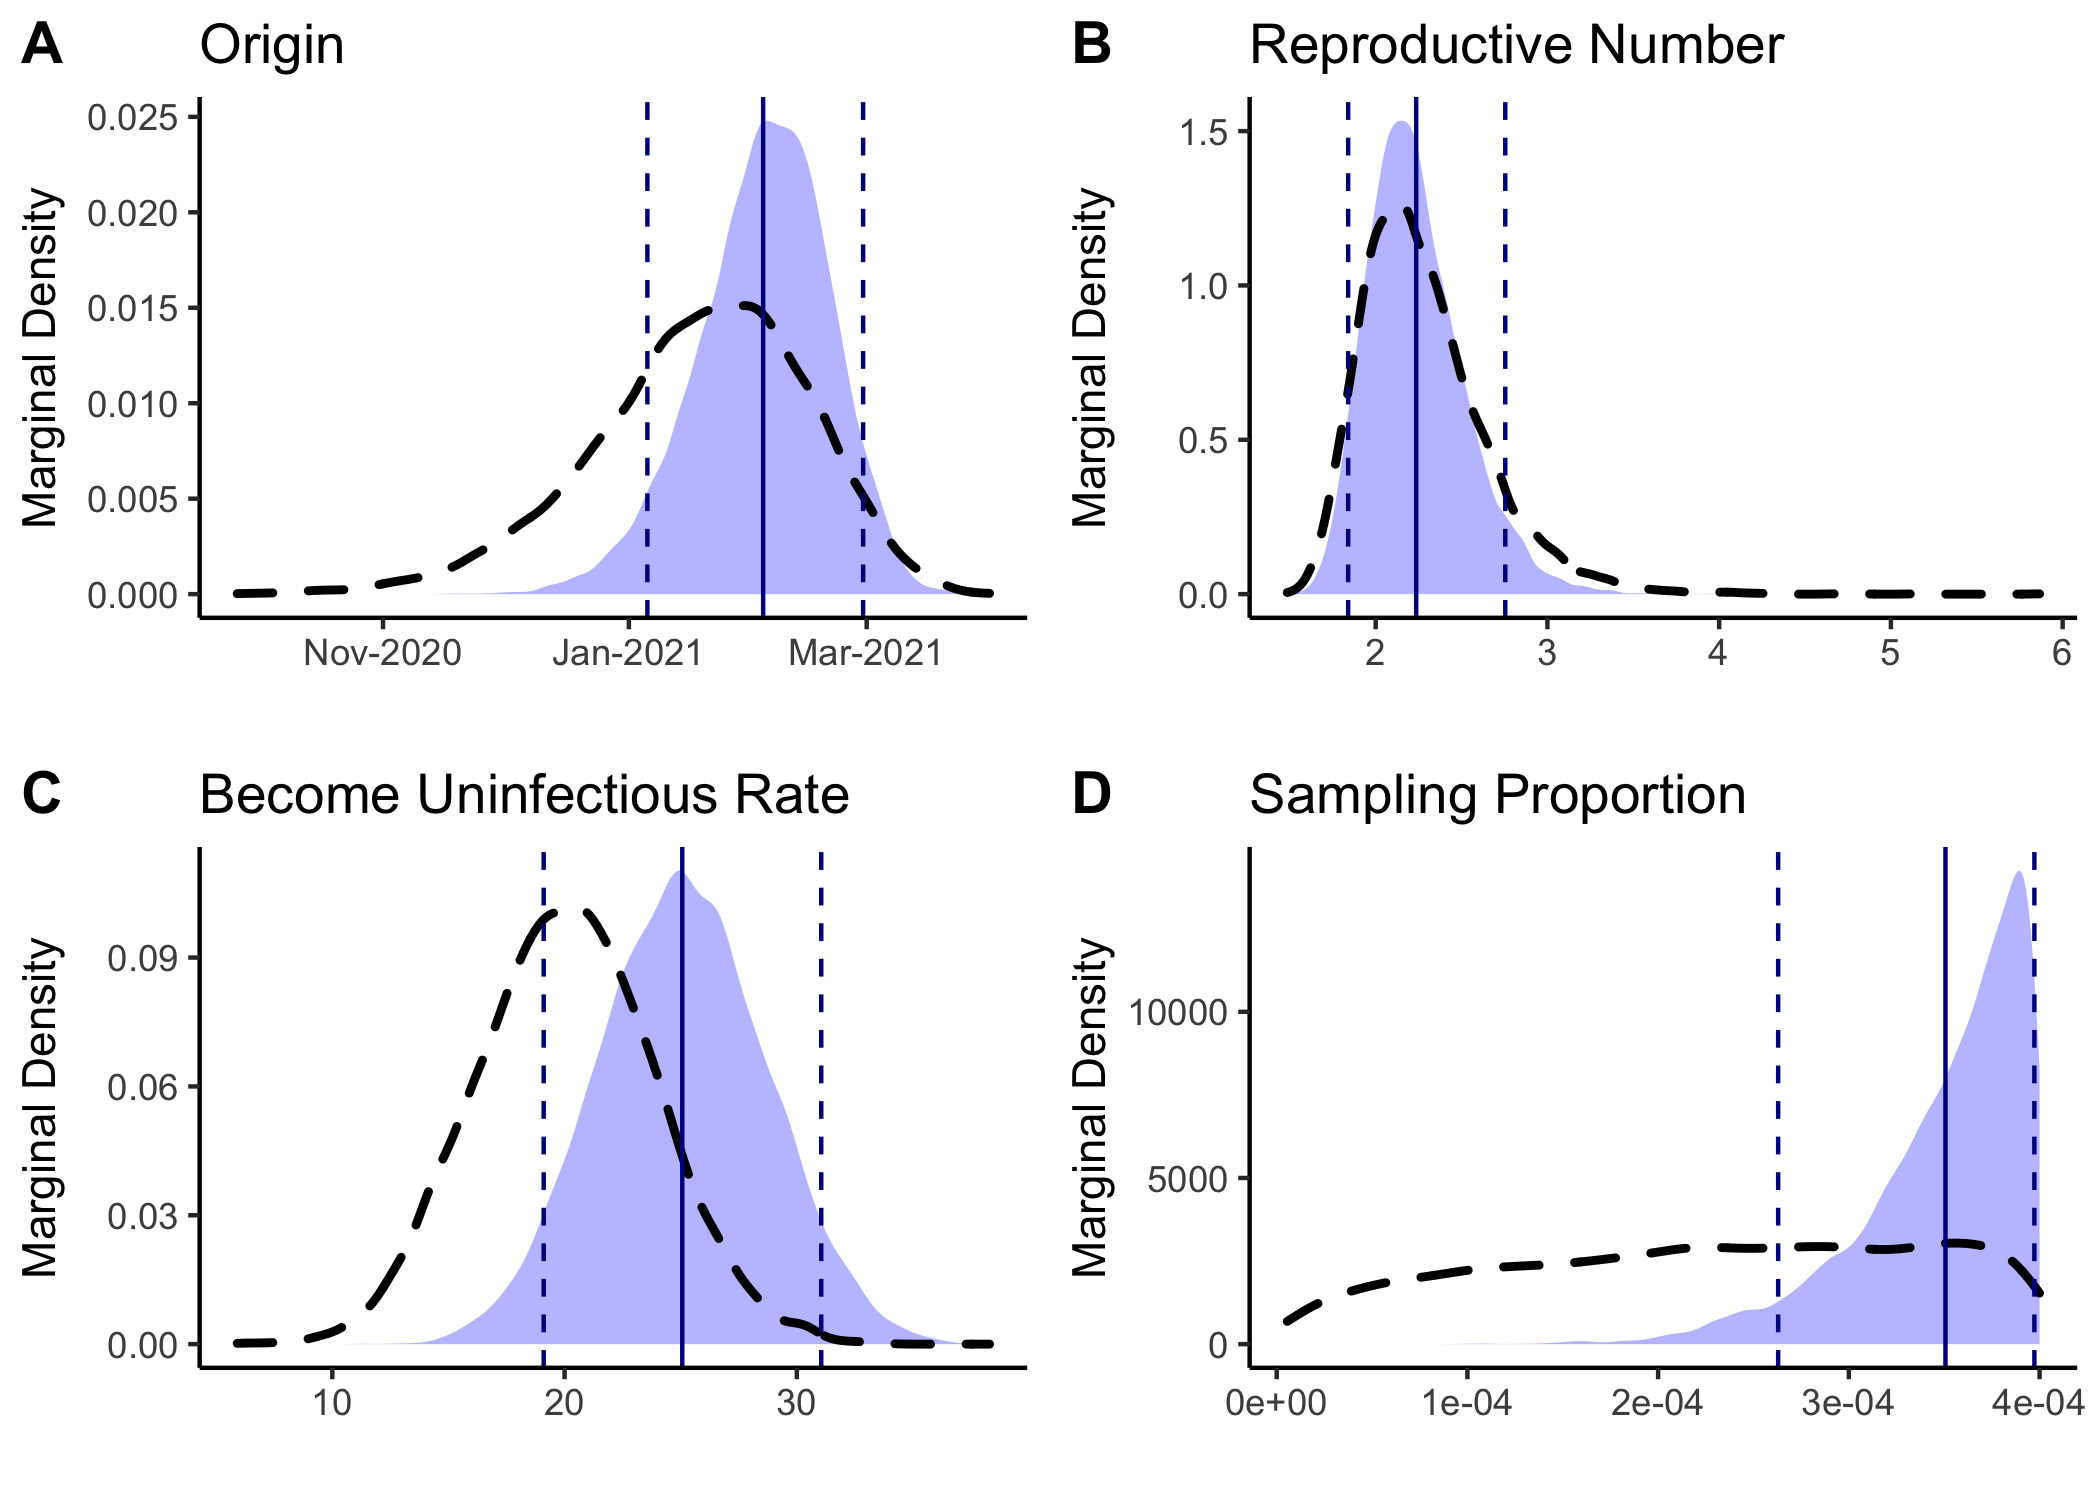 A Origin
Marginal Density
0.025
0.020
0.015
0.010
0.005
0.000
Nov-2020 Jan-2021 Mar-2021
B Reproductive Number
Marginal Density
1.5
1.0
0.5
0.0
2 3 4 5 6
C Become Uninfectious Rate
Marginal Density
0.09
0.06
0.03
0.00
10 20 30
D Sampling Proportion
Marginal Density
10000
5000
0
0e+00 1e-04 2e-04 3e-04 4e-04